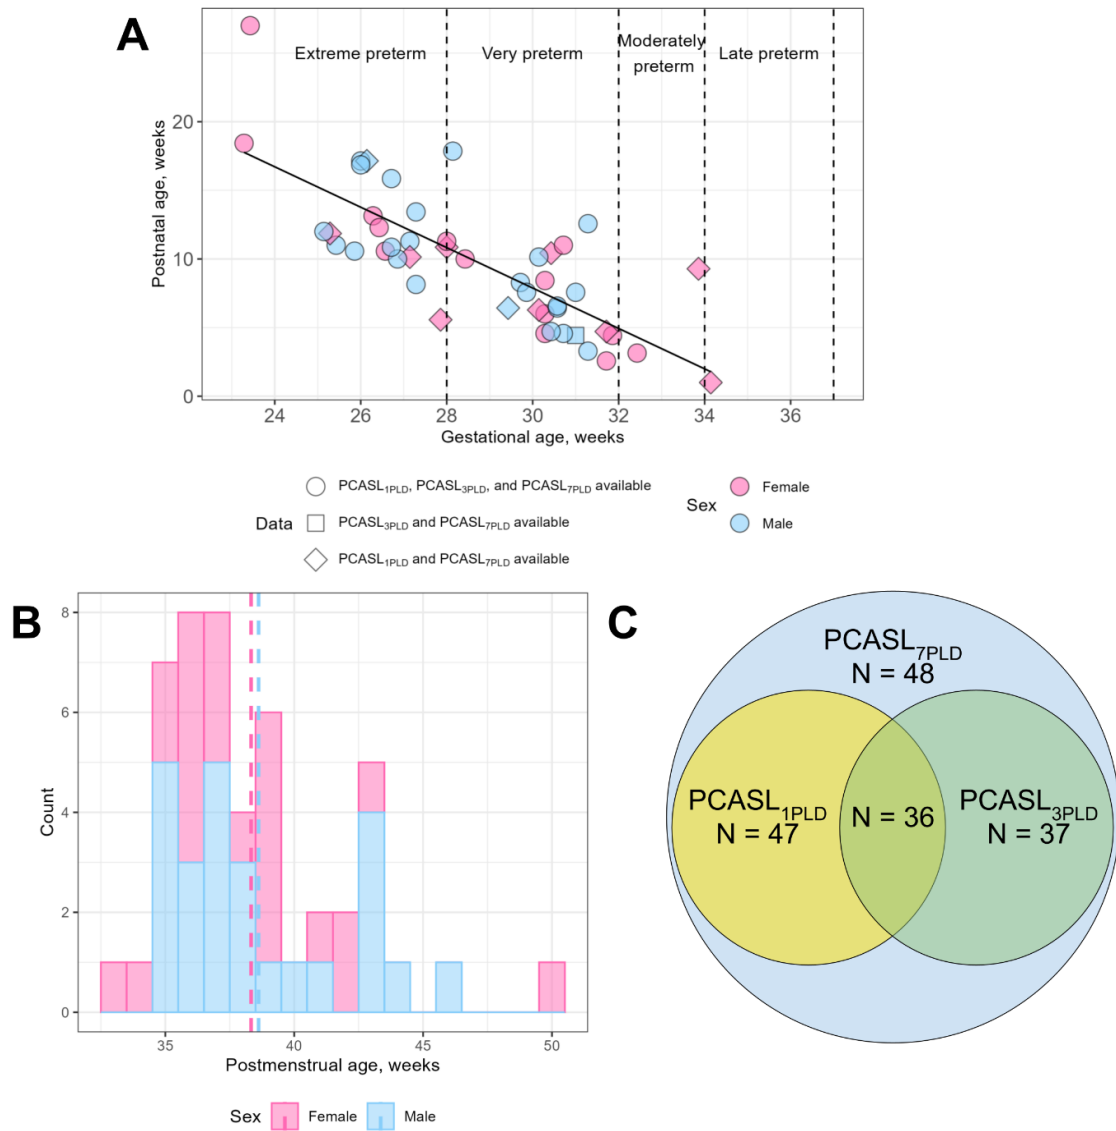 A
Extreme preterm
Very preterm
Moderately
preterm
Late preterm
Postnatal age, weeks
20
10
0
24 26 28 30 32 34 36
Gestational age, weeks
Data
PCASL1PLD, PCASL3PLD, and PCASL7PLD available
PCASL3PLD and PCASL7PLD available
PCASL1PLD and PCASL7PLD available
Sex
Female
Male
B
Count
8
6
4
2
0
35 40 45 50
Postmenstrual age, weeks
Sex Female Male
C
PCASL7PLD
N = 48
PCASL1PLD
N = 47
N = 36
PCASL3PLD
N = 37